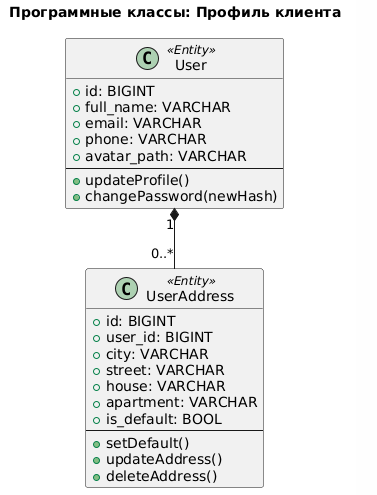 Программные классы: Профиль клиента
C «Entity»
User
id: BIGINT
full_name: VARCHAR
email: VARCHAR
phone: VARCHAR
avatar_path: VARCHAR
updateProfile()
changePassword(newHash)
1
0..*
C «Entity»
UserAddress
id: BIGINT
user_id: BIGINT
city: VARCHAR
street: VARCHAR
house: VARCHAR
apartment: VARCHAR
is_default: BOOL
setDefault()
updateAddress()
deleteAddress()